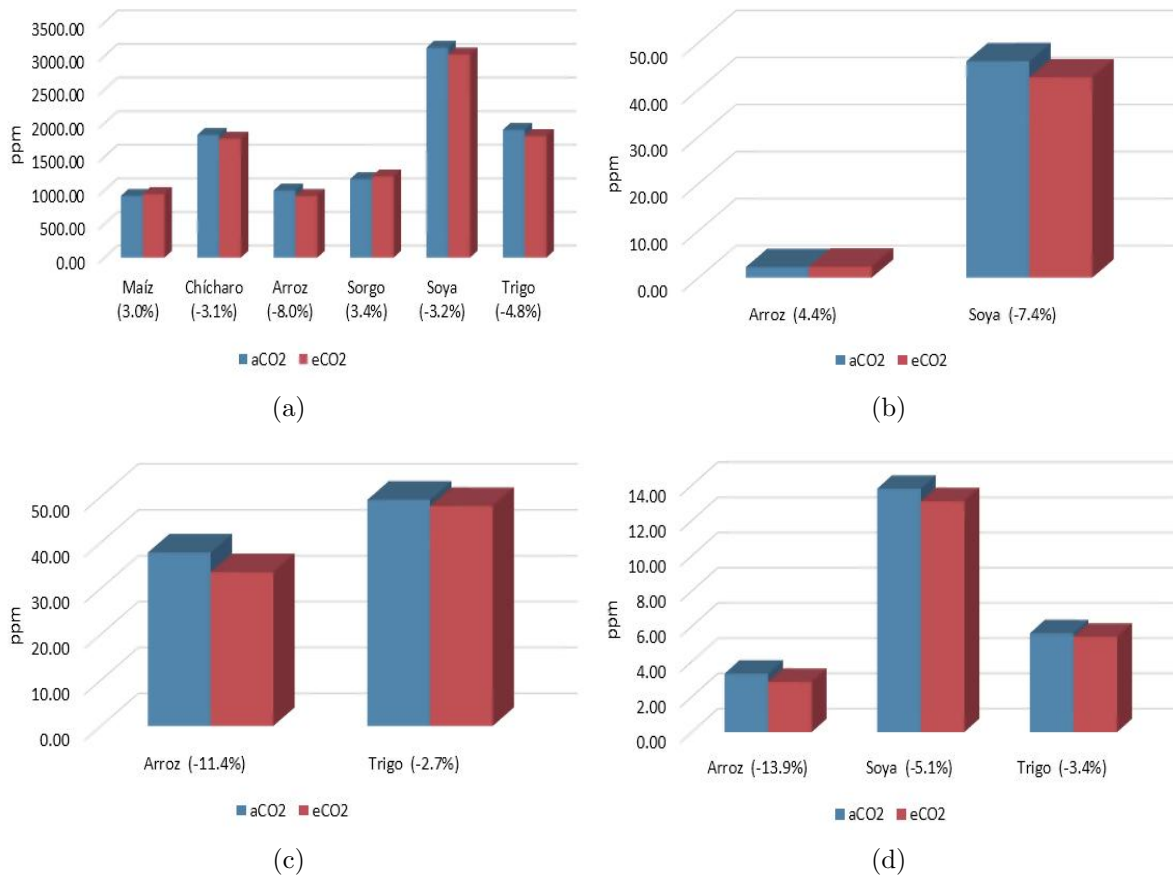 3500.00
3000.00
2500.00
2000.00
1500.00
1000.00
500.00
0.00
ppm
Maíz Chícharo Arroz Sorgo Soya Trigo
(3.0%) (-3.1%) (-8.0%) (3.4%) (-3.2%) (-4.8%)
aCO2 eCO2
(a)
50.00
40.00
30.00
20.00
10.00
0.00
ppm
Arroz (4.4%) Soya (-7.4%)
aCO2 eCO2
(b)
50.00
40.00
30.00
20.00
10.00
0.00
ppm
Arroz (-11.4%) Trigo (-2.7%)
aCO2 eCO2
(c)
14.00
12.00
10.00
8.00
6.00
4.00
2.00
0.00
ppm
Arroz (-13.9%) Soya (-5.1%) Trigo (-3.4%)
aCO2 eCO2
(d)